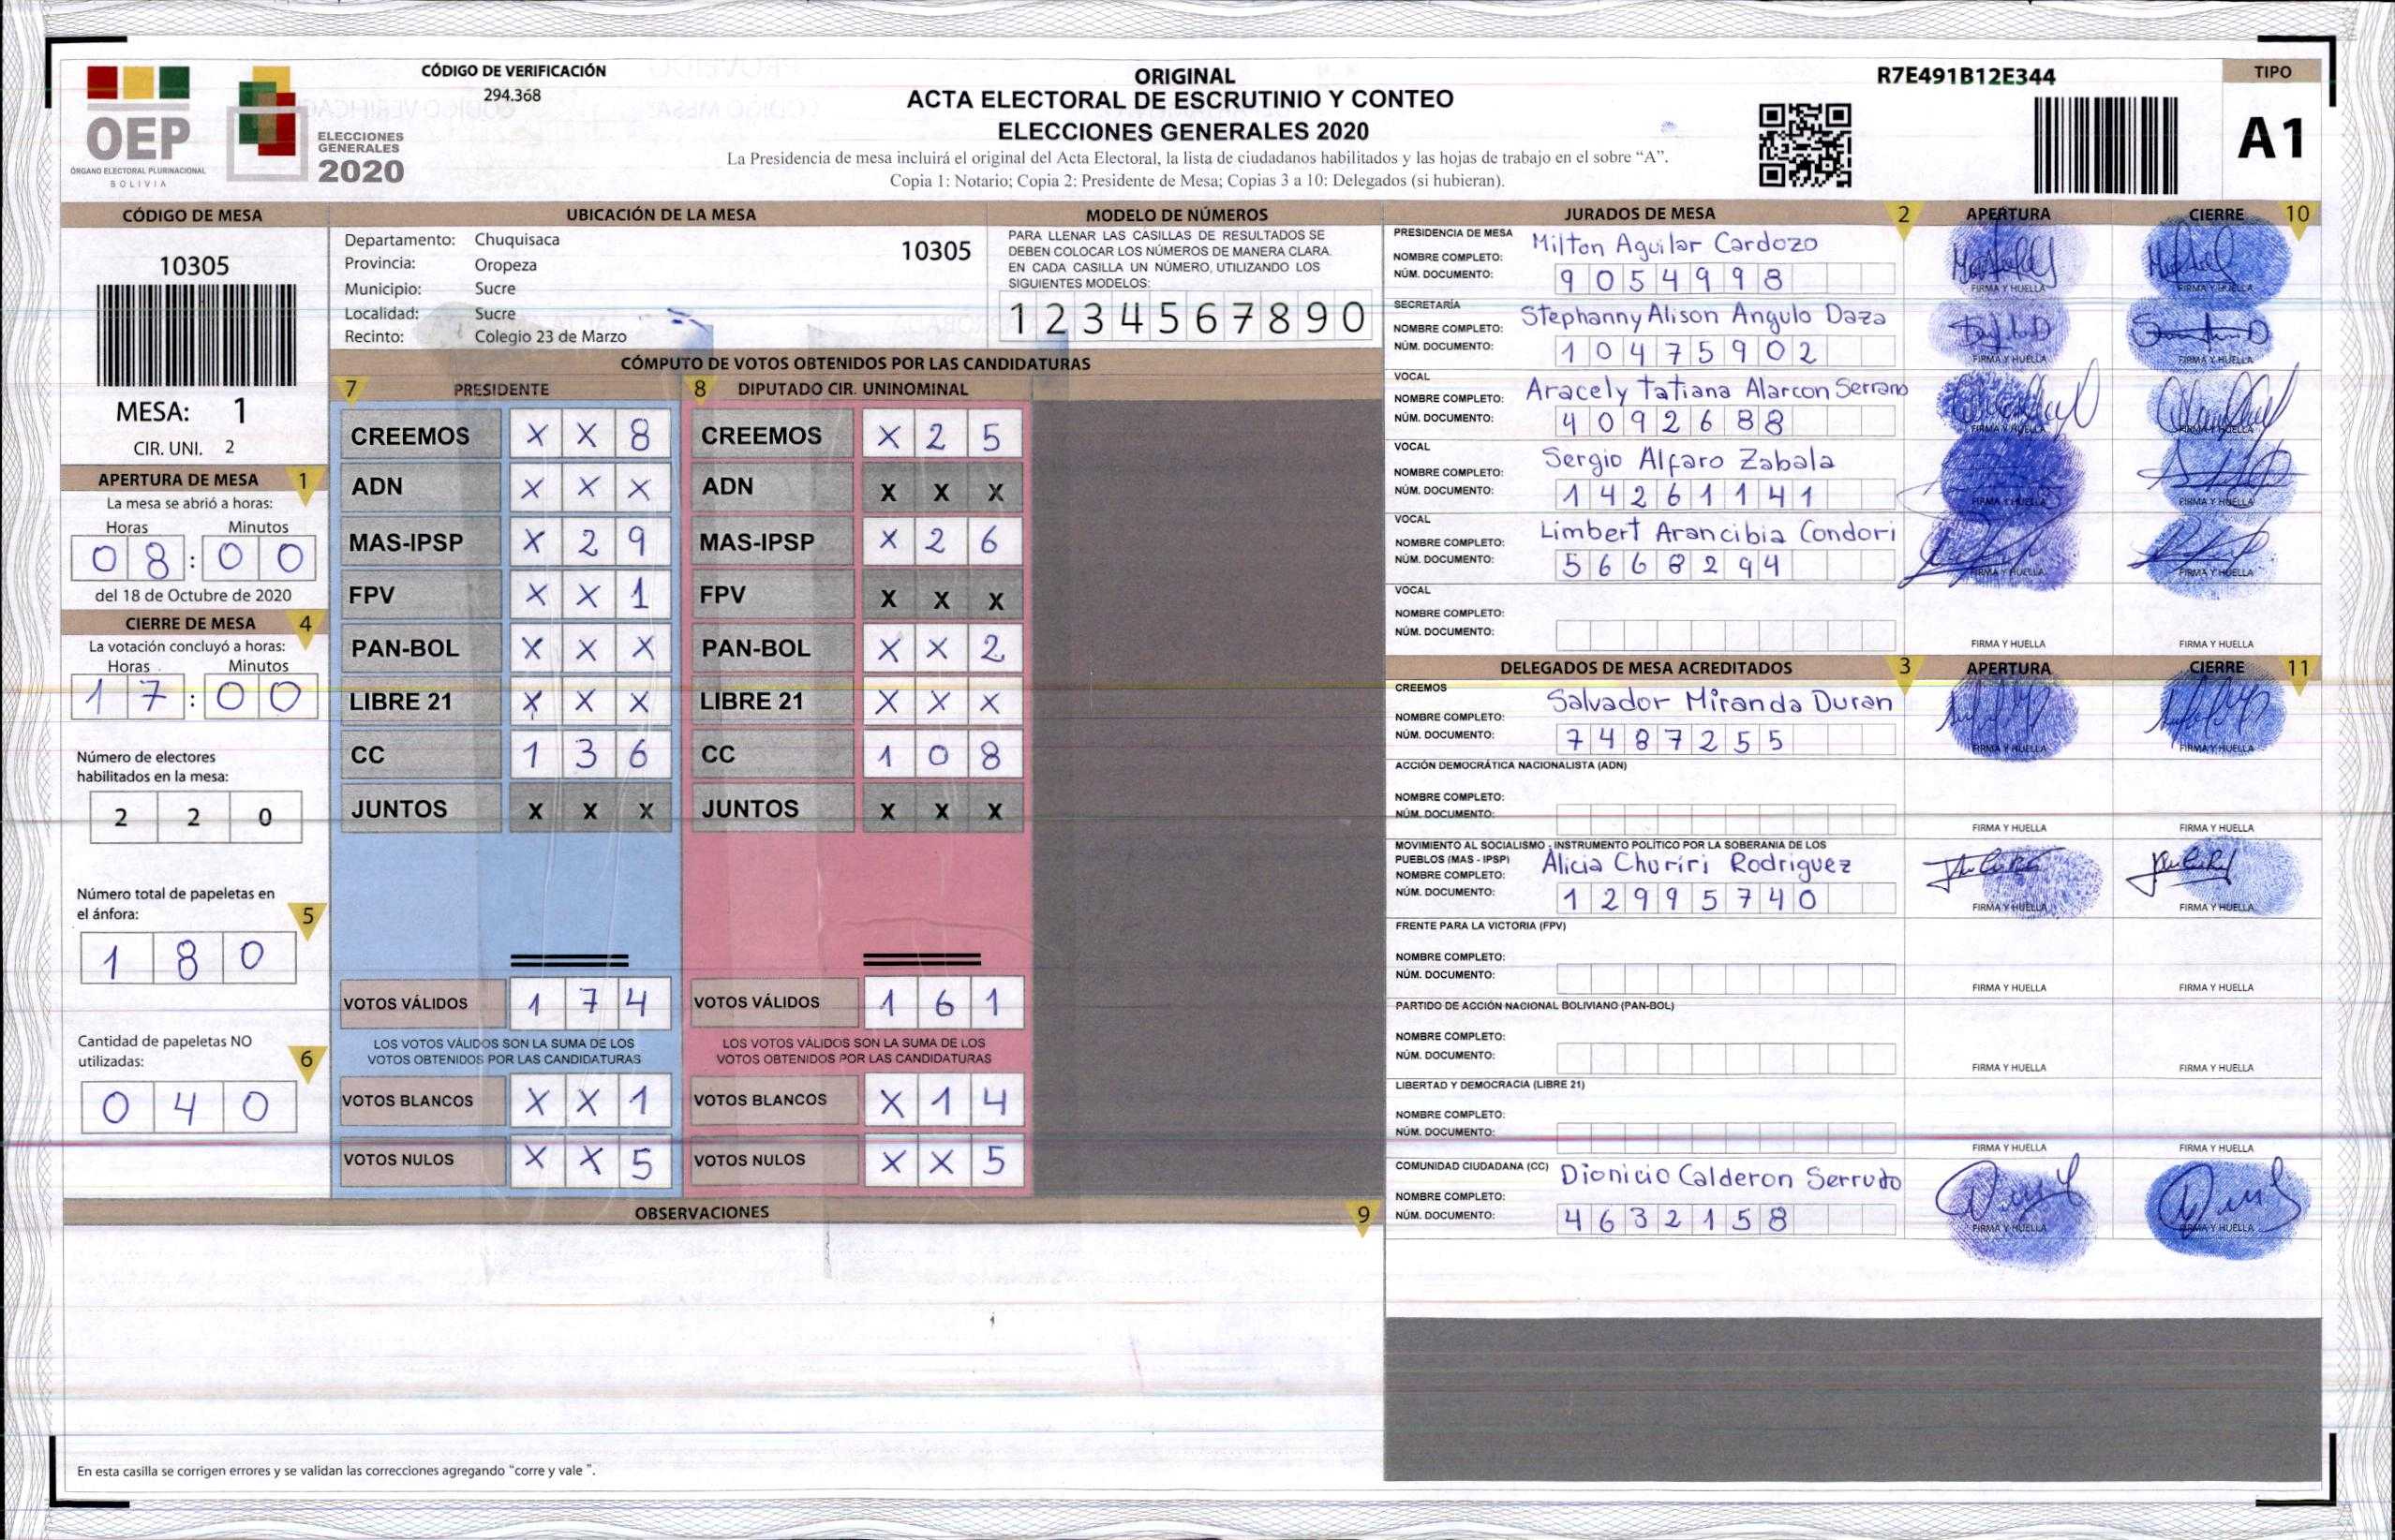 CÓDIGO DE VERIFICACIÓN
294.368
OEP
ÓRGANO ELECTORAL PLURINACIONAL
BOLIVIA
ELECCIONES
GENERALES
2020
ORIGINAL
ACTA ELECTORAL DE ESCRUTINIO Y CONTEO
ELECCIONES GENERALES 2020
La Presidencia de mesa incluirá el original del Acta Electoral, la lista de ciudadanos habilitados y las hojas de trabajo en el sobre “A”.
Copia 1: Notario; Copia 2: Presidente de Mesa; Copias 3 a 10: Delegados (si hubieran).
R7E491B12E344
TIPO
A1
CÓDIGO DE MESA
10305
MESA: 1
CIR. UNI. 2
APERTURA DE MESA 1
La mesa se abrió a horas:
Horas Minutos
08:00
del 18 de Octubre de 2020
CIERRE DE MESA 4
La votación concluyó a horas:
Horas Minutos
17:00
Número de electores
habilitados en la mesa:
2 2 0
Número total de papeletas en
el ánfora: 5
1 8 0
Cantidad de papeletas NO
utilizadas: 6
0 4 0
UBICACIÓN DE LA MESA
Departamento: Chuquisaca 10305
Provincia: Oropeza
Municipio: Sucre
Localidad: Sucre
Recinto: Colegio 23 de Marzo
MODELO DE NÚMEROS
PARA LLENAR LAS CASILLAS DE RESULTADOS SE
DEBEN COLOCAR LOS NÚMEROS DE MANERA CLARA.
EN CADA CASILLA UN NÚMERO, UTILIZANDO LOS
SIGUIENTES MODELOS:
1 2 3 4 5 6 7 8 9 0
CÓMPUTO DE VOTOS OBTENIDOS POR LAS CANDIDATURAS
7 PRESIDENTE 8 DIPUTADO CIR. UNINOMINAL
CREEMOS X X 8 CREEMOS X 2 5
ADN X X X ADN X X X
MAS-IPSP X 2 9 MAS-IPSP X 2 6
FPV X X 1 FPV X X X
PAN-BOL X X X PAN-BOL X X 2
LIBRE 21 X X X LIBRE 21 X X X
CC 1 3 6 CC 1 0 8
JUNTOS X X X JUNTOS X X X
VOTOS VÁLIDOS 1 7 4 VOTOS VÁLIDOS 1 6 1
LOS VOTOS VÁLIDOS SON LA SUMA DE LOS LOS VOTOS VÁLIDOS SON LA SUMA DE LOS
VOTOS OBTENIDOS POR LAS CANDIDATURAS VOTOS OBTENIDOS POR LAS CANDIDATURAS
VOTOS BLANCOS X X 1 VOTOS BLANCOS X 1 4
VOTOS NULOS X X 5 VOTOS NULOS X X 5
OBSERVACIONES 9
En esta casilla se corrigen errores y se validan las correcciones agregando “corre y vale ”.
JURADOS DE MESA 2 APERTURA CIERRE 10
PRESIDENCIA DE MESA
NOMBRE COMPLETO: Milton Aguilar Cardozo
NÚM. DOCUMENTO: 9054998
FIRMA Y HUELLA FIRMA Y HUELLA
SECRETARÍA
NOMBRE COMPLETO: Stephanny Alison Angulo Daza
NÚM. DOCUMENTO: 10475902
FIRMA Y HUELLA FIRMA Y HUELLA
VOCAL
NOMBRE COMPLETO: Aracely Tatiana Alarcon Serrano
NÚM. DOCUMENTO: 4092688
FIRMA Y HUELLA FIRMA Y HUELLA
VOCAL
NOMBRE COMPLETO: Sergio Alfaro Zabala
NÚM. DOCUMENTO: 14261141
FIRMA Y HUELLA FIRMA Y HUELLA
VOCAL
NOMBRE COMPLETO: Limbert Arancibia Condori
NÚM. DOCUMENTO: 5668294
FIRMA Y HUELLA FIRMA Y HUELLA
VOCAL
NOMBRE COMPLETO:
NÚM. DOCUMENTO:
FIRMA Y HUELLA FIRMA Y HUELLA
DELEGADOS DE MESA ACREDITADOS 3 APERTURA CIERRE 11
CREEMOS
NOMBRE COMPLETO: Salvador Miranda Duran
NÚM. DOCUMENTO: 7487255
FIRMA Y HUELLA FIRMA Y HUELLA
ACCIÓN DEMOCRÁTICA NACIONALISTA (ADN)
NOMBRE COMPLETO:
NÚM. DOCUMENTO:
FIRMA Y HUELLA FIRMA Y HUELLA
MOVIMIENTO AL SOCIALISMO - INSTRUMENTO POLÍTICO POR LA SOBERANIA DE LOS
PUEBLOS (MAS - IPSP)
NOMBRE COMPLETO: Alicia Churiri Rodriguez
NÚM. DOCUMENTO: 12995740
FIRMA Y HUELLA FIRMA Y HUELLA
FRENTE PARA LA VICTORIA (FPV)
NOMBRE COMPLETO:
NÚM. DOCUMENTO:
FIRMA Y HUELLA FIRMA Y HUELLA
PARTIDO DE ACCIÓN NACIONAL BOLIVIANO (PAN-BOL)
NOMBRE COMPLETO:
NÚM. DOCUMENTO:
FIRMA Y HUELLA FIRMA Y HUELLA
LIBERTAD Y DEMOCRACIA (LIBRE 21)
NOMBRE COMPLETO:
NÚM. DOCUMENTO:
FIRMA Y HUELLA FIRMA Y HUELLA
COMUNIDAD CIUDADANA (CC)
NOMBRE COMPLETO: Dionicio Calderon Serrudo
NÚM. DOCUMENTO: 4632158
FIRMA Y HUELLA FIRMA Y HUELLA